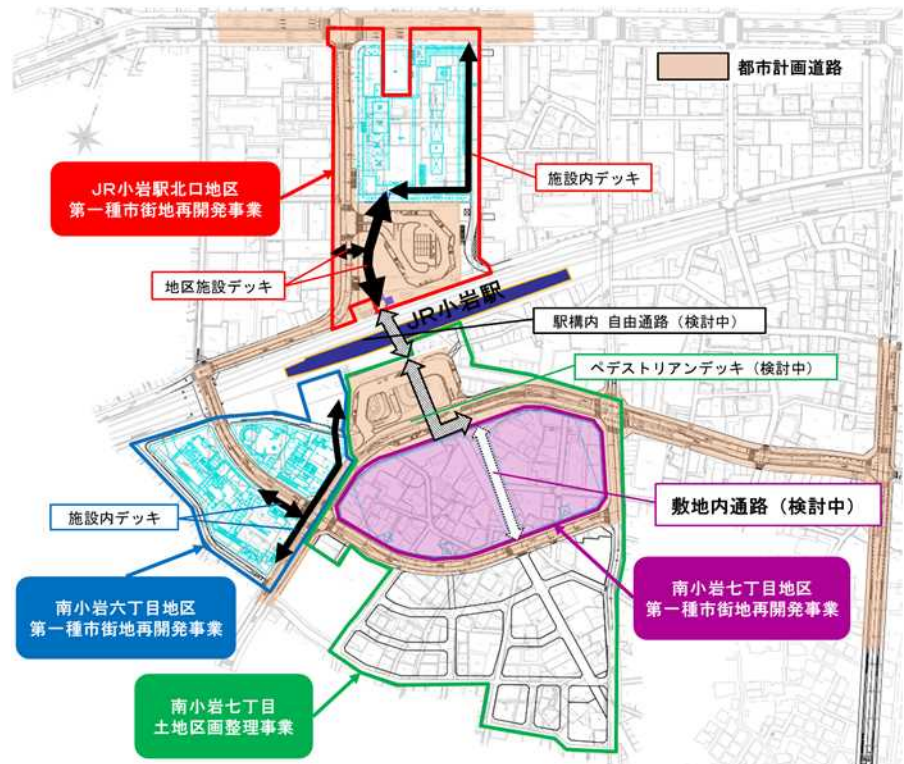 都市計画道路
施設内デッキ
JR小岩駅北口地区
第一種市街地再開発事業
地区施設デッキ
JR小岩駅
駅構内 自由通路（検討中）
ペデストリアンデッキ（検討中）
敷地内通路（検討中）
施設内デッキ
南小岩六丁目地区
第一種市街地再開発事業
南小岩七丁目地区
第一種市街地再開発事業
南小岩七丁目
土地区画整理事業